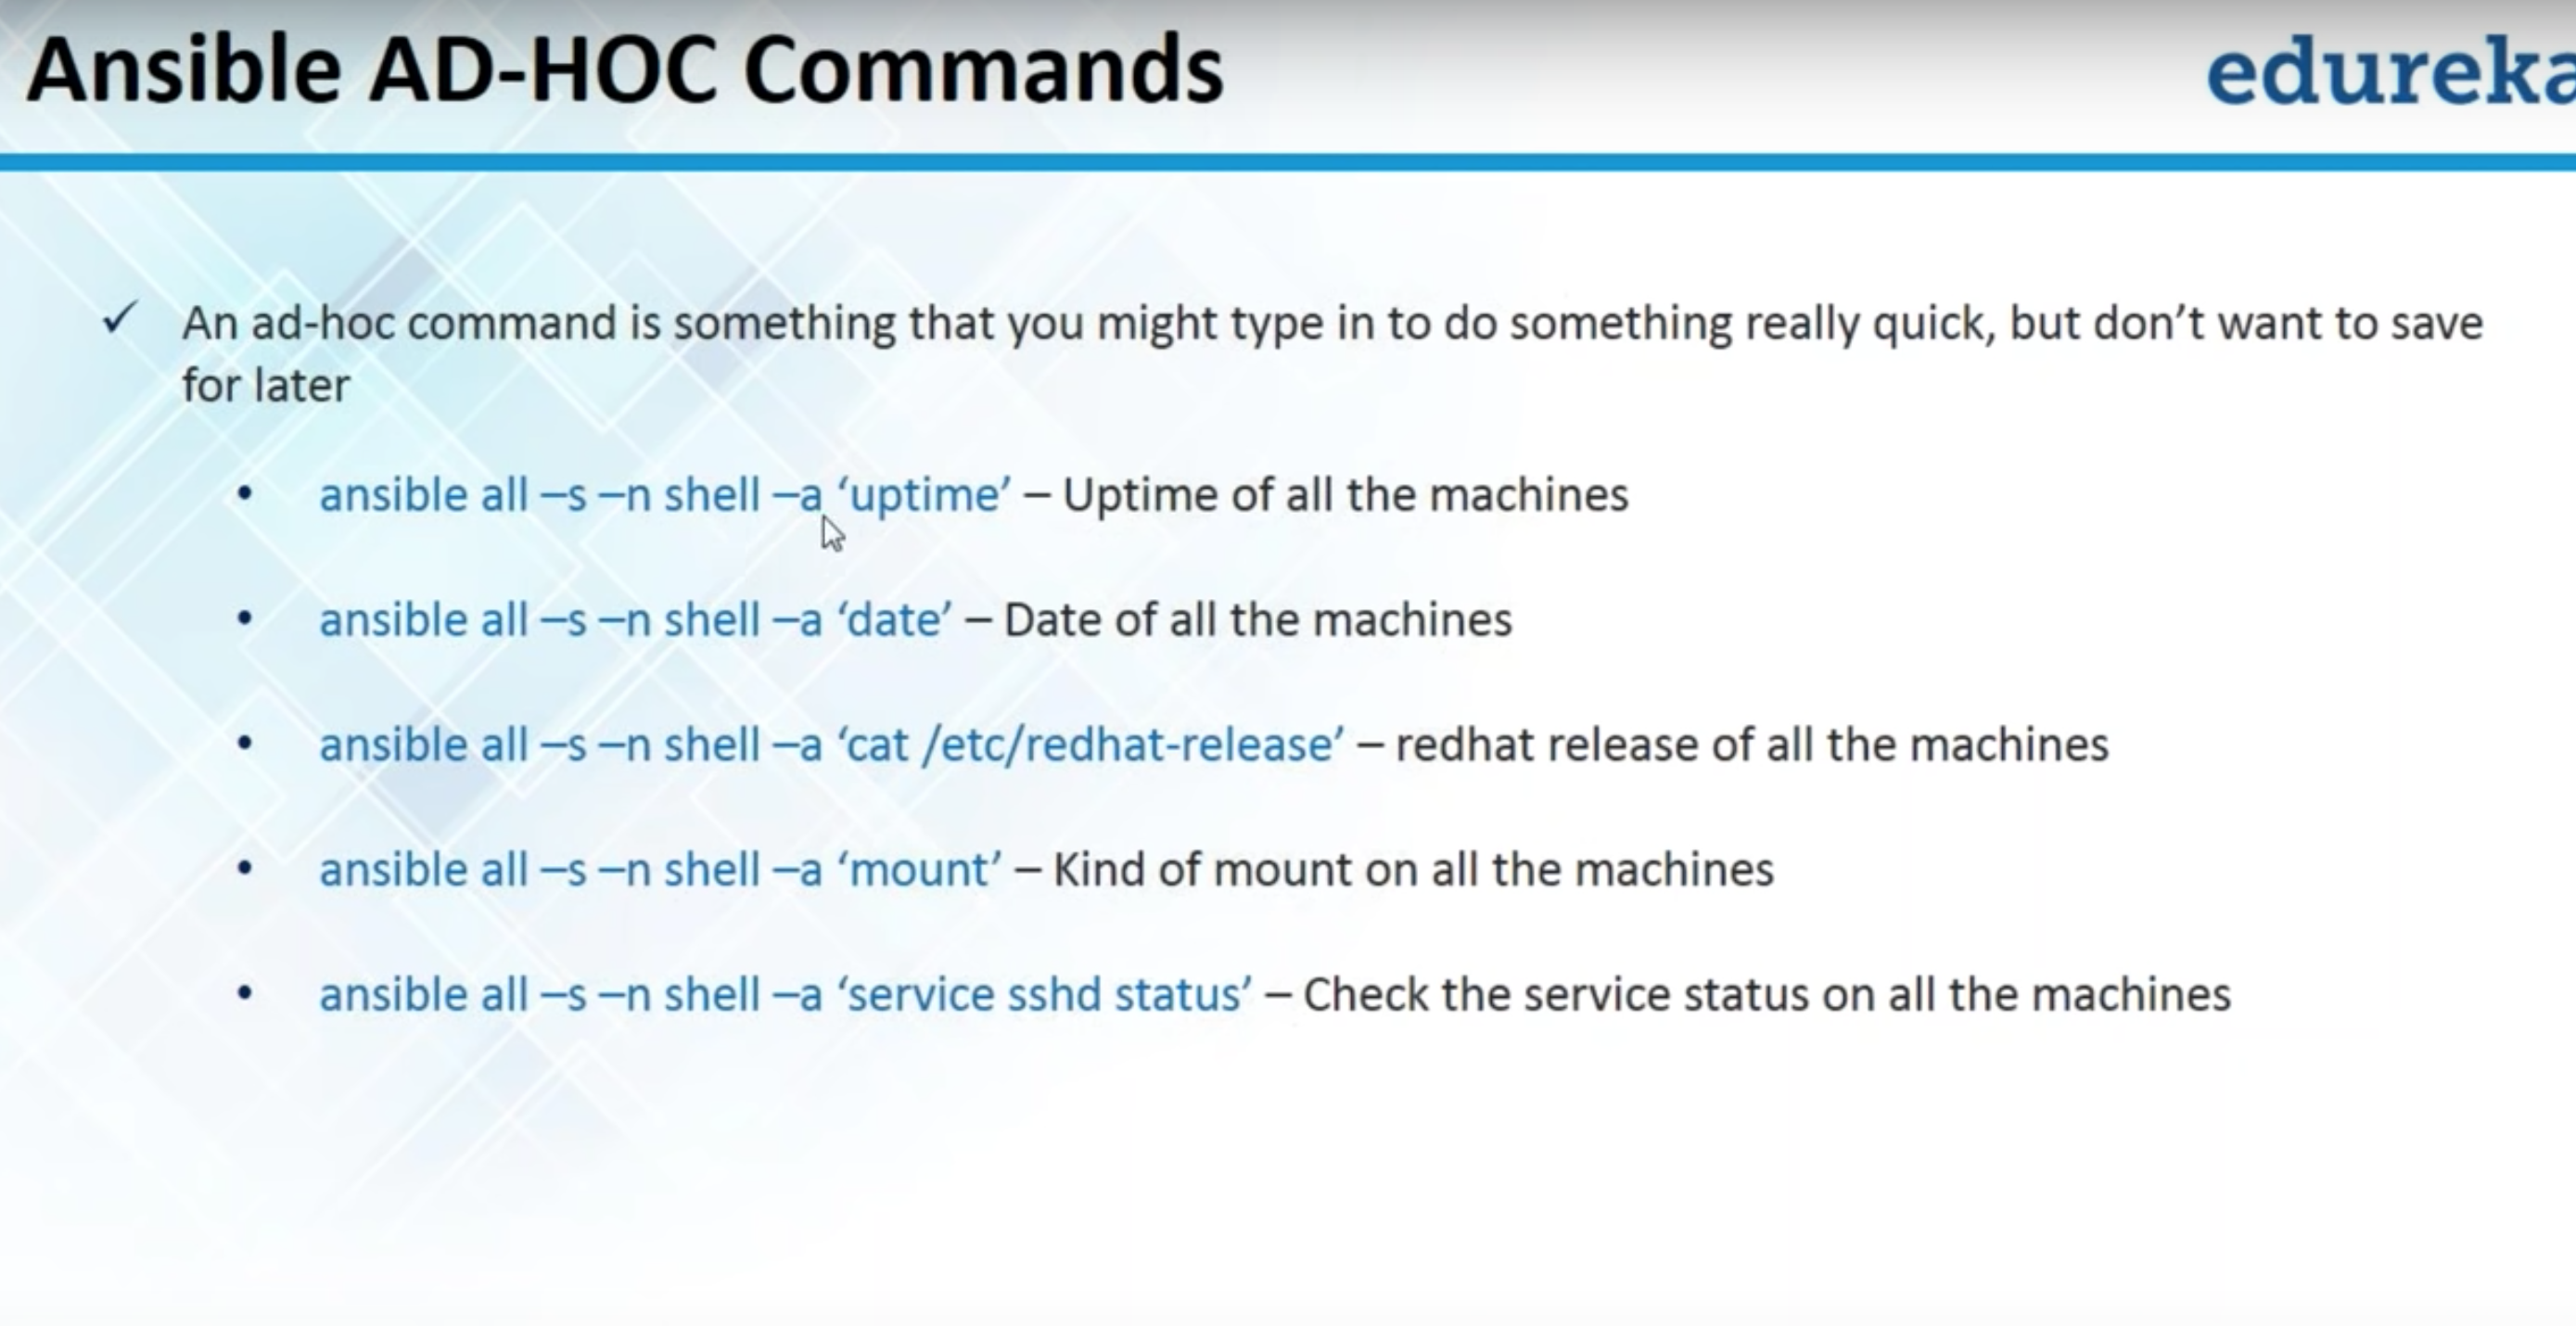 Ansible AD-HOC Commands
edureka
✓ An ad-hoc command is something that you might type in to do something really quick, but don’t want to save
for later
• ansible all –s –n shell –a ‘uptime’ – Uptime of all the machines
• ansible all –s –n shell –a ‘date’ – Date of all the machines
• ansible all –s –n shell –a ‘cat /etc/redhat-release’ – redhat release of all the machines
• ansible all –s –n shell –a ‘mount’ – Kind of mount on all the machines
• ansible all –s –n shell –a ‘service sshd status’ – Check the service status on all the machines